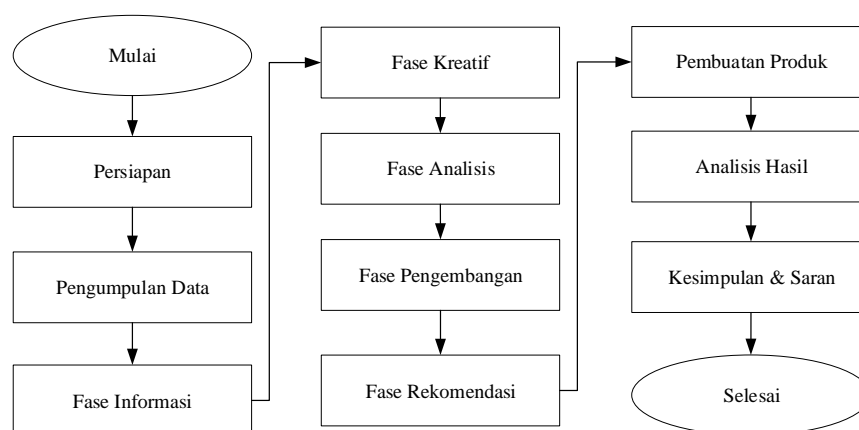 Mulai
Persiapan
Pengumpulan Data
Fase Informasi
Fase Kreatif
Fase Analisis
Fase Pengembangan
Fase Rekomendasi
Pembuatan Produk
Analisis Hasil
Kesimpulan & Saran
Selesai